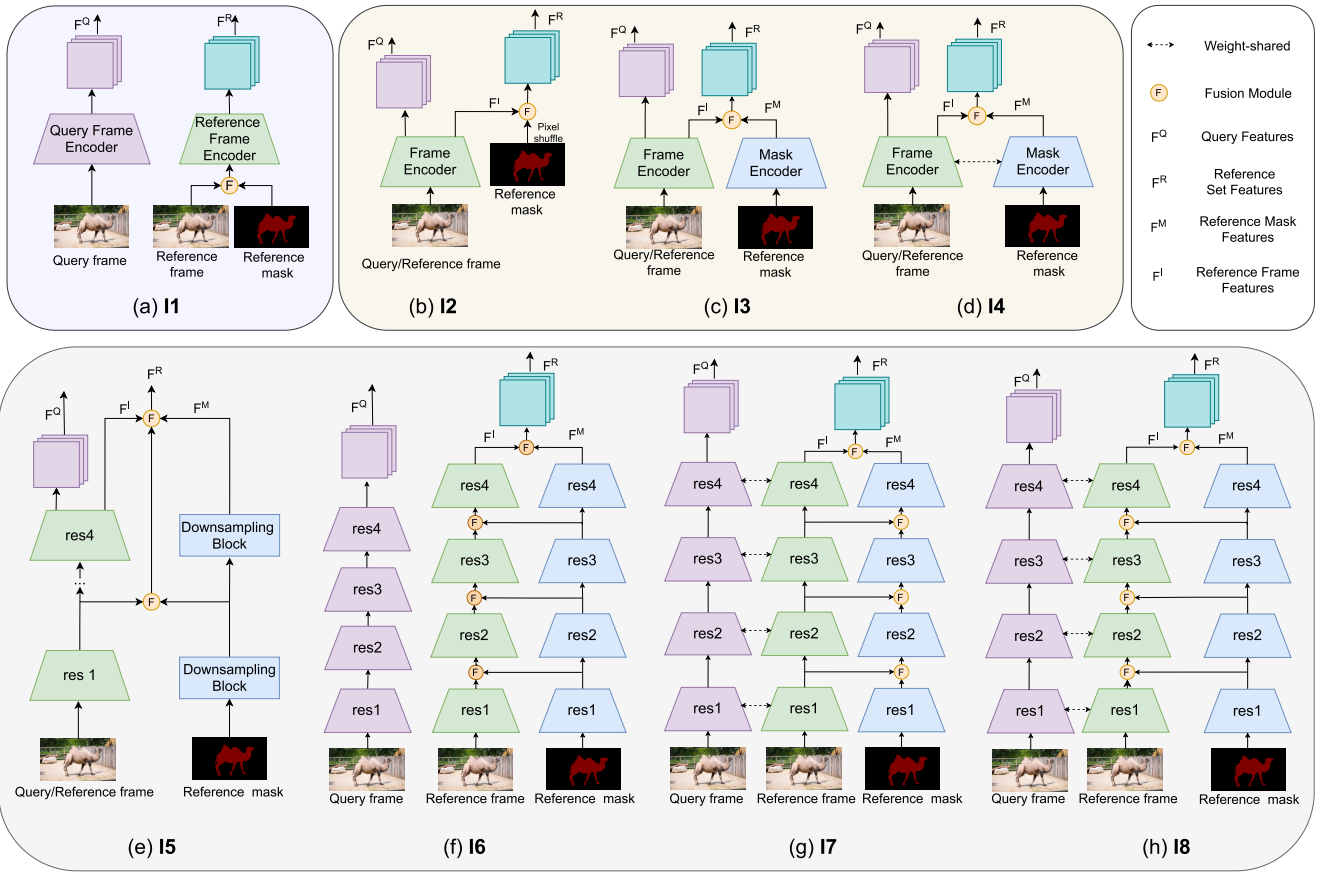 F^Q
F^R
Query Frame
Encoder
Reference
Frame
Encoder
F
Query frame
Reference
frame
Reference
mask
(a) I1
F^Q
F^R
F^I
F
Pixel
shuffle
Frame
Encoder
Reference
mask
Query/Reference frame
(b) I2
F^Q
F^R
F^I
F^M
F
Frame
Encoder
Mask
Encoder
Query/Reference
frame
Reference
mask
(c) I3
F^Q
F^R
F^I
F^M
F
Frame
Encoder
Mask
Encoder
Query/Reference
frame
Reference
mask
(d) I4
Weight-shared
F
Fusion Module
F^Q
Query Features
F^R
Reference
Set Features
F^M
Reference Mask
Features
F^I
Reference Frame
Features
F^R
F^Q
F^I
F
F^M
res4
Downsampling
Block
...
F
res 1
Downsampling
Block
Query/Reference frame
Reference mask
(e) I5
F^R
F^Q
F^I
F
F^M
res4
res4
res4
F
res3
res3
res3
F
res2
res2
res2
F
res1
res1
res1
Query frame
Reference frame
Reference mask
(f) I6
F^Q
F^R
F^I
F
F^M
res4
res4
res4
F
res3
res3
res3
F
res2
res2
res2
F
res1
res1
res1
Query frame
Reference frame
Reference mask
(g) I7
F^Q
F^R
F^I
F
F^M
res4
res4
res4
F
res3
res3
res3
F
res2
res2
res2
F
res1
res1
res1
Query frame
Reference frame
Reference mask
(h) I8